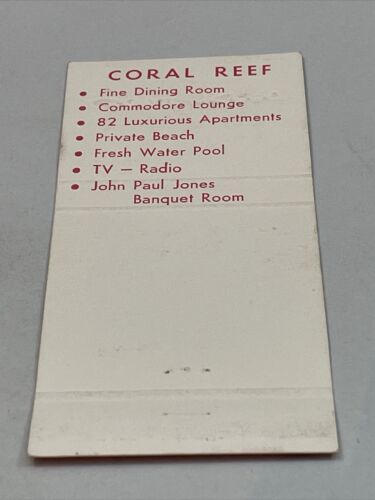 CORAL REEF
• Fine Dining Room
• Commodore Lounge
• 82 Luxurious Apartments
• Private Beach
• Fresh Water Pool
• TV — Radio
• John Paul Jones
Banquet Room